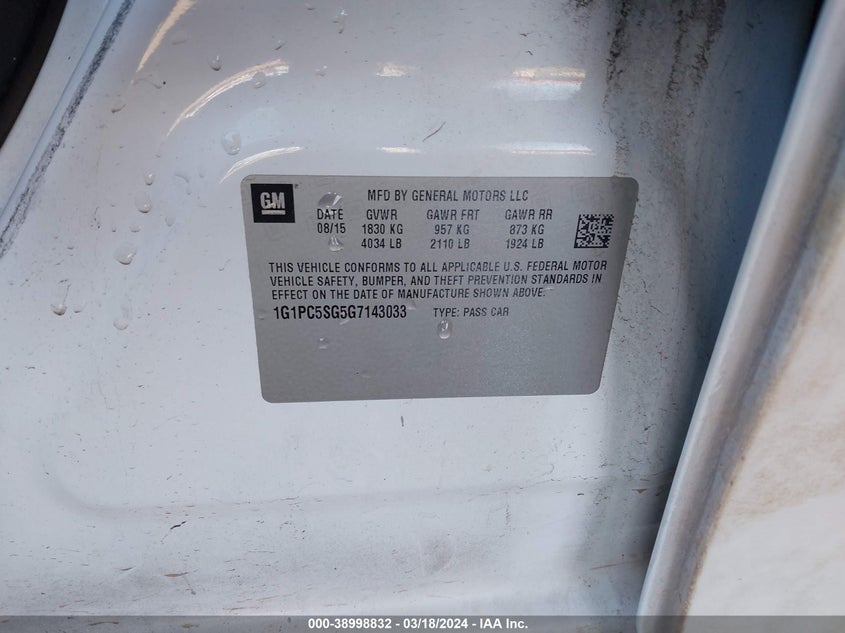 GM
MFD BY GENERAL MOTORS LLC
DATE GVWR GAWR FRT GAWR RR
08/15 1830 KG 957 KG 873 KG
4034 LB 2110 LB 1924 LB
THIS VEHICLE CONFORMS TO ALL APPLICABLE U.S. FEDERAL MOTOR
VEHICLE SAFETY, BUMPER, AND THEFT PREVENTION STANDARDS IN
EFFECT ON THE DATE OF MANUFACTURE SHOWN ABOVE.
1G1PC5SG5G7143033 TYPE: PASS CAR
000-38998832 — 03/18/2024 - IAA Inc.